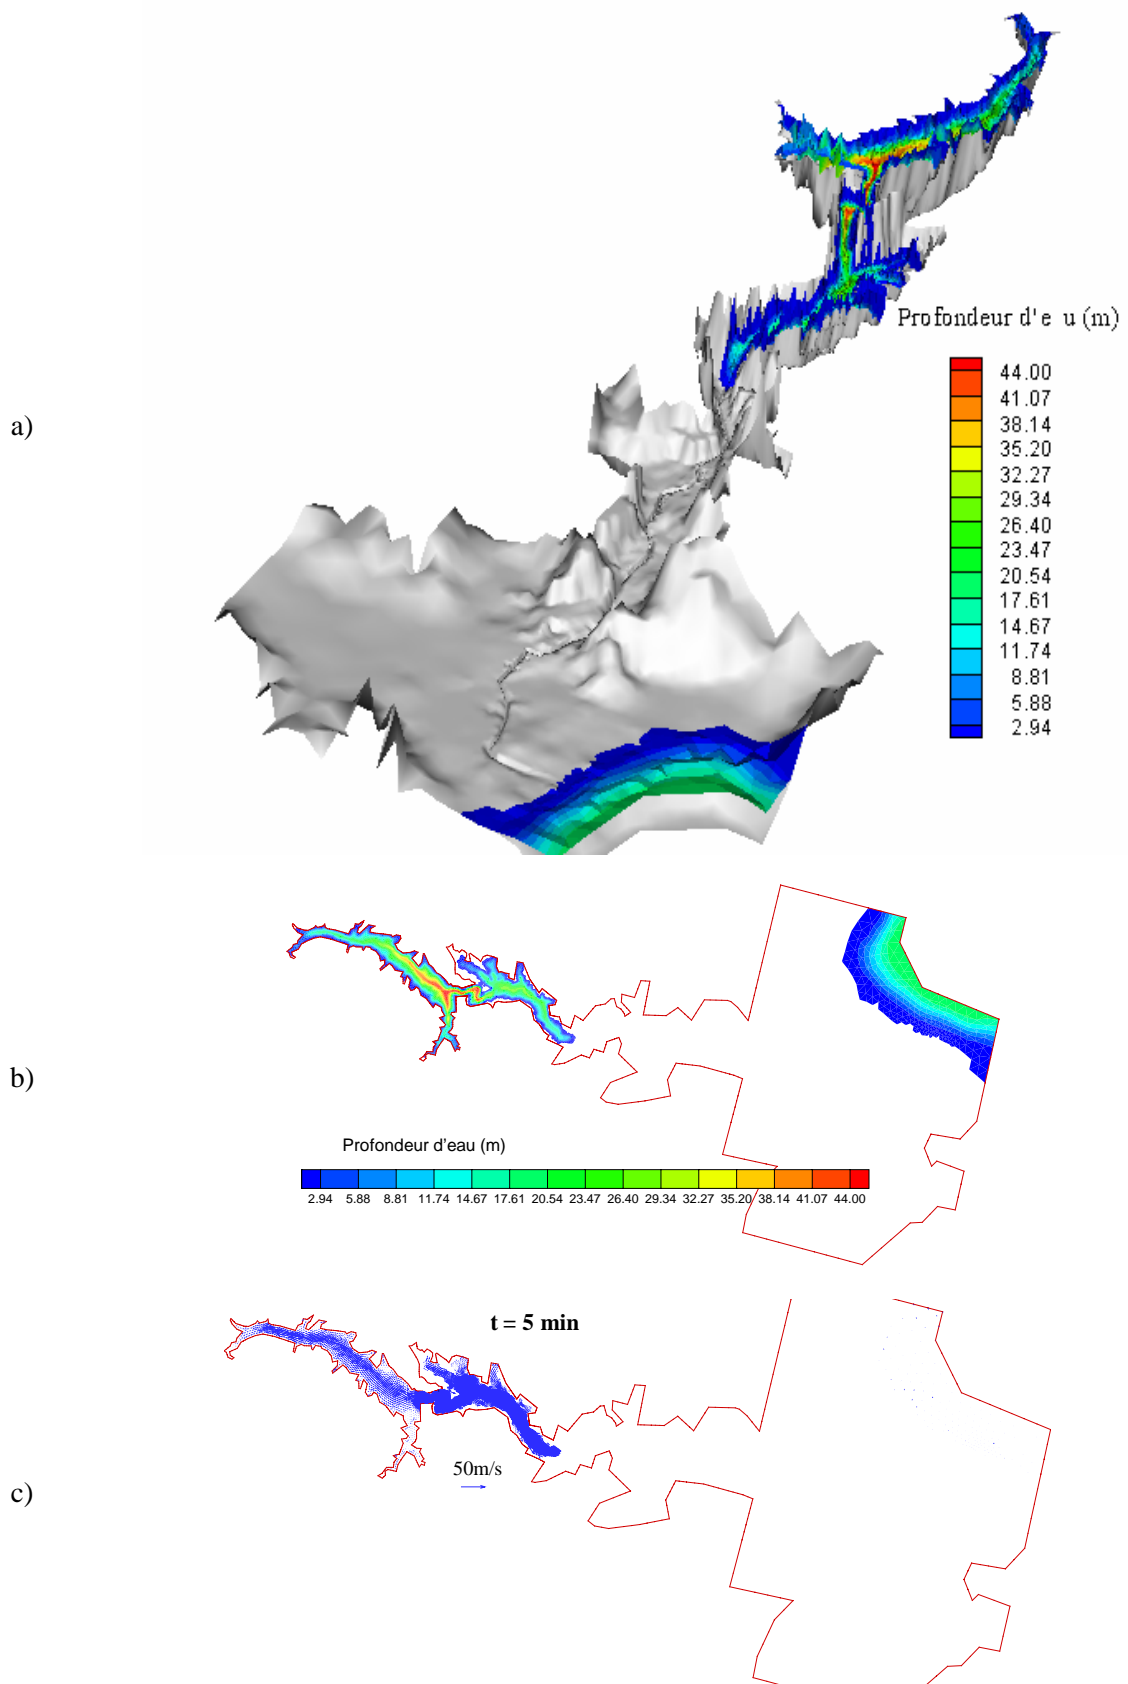 Profondeur d'e u (m)
44.00
41.07
38.14
35.20
32.27
29.34
26.40
23.47
20.54
17.61
14.67
11.74
8.81
5.88
2.94
a)
b)
Profondeur d'eau (m)
2.94 5.88 8.81 11.74 14.67 17.61 20.54 23.47 26.40 29.34 32.27 35.20 38.14 41.07 44.00
t = 5 min
50m/s
c)